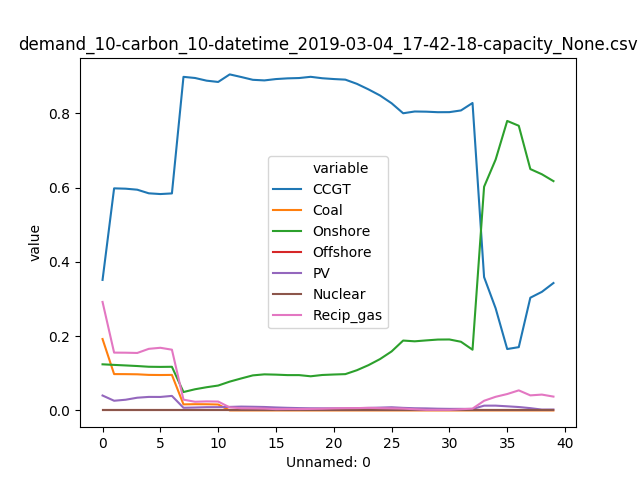 demand_10-carbon_10-datetime_2019-03-04_17-42-18-capacity_None.csv
0.8
0.6
0.4
0.2
0.0
value
variable
CCGT
Coal
Onshore
Offshore
PV
Nuclear
Recip_gas
0 5 10 15 20 25 30 35 40
Unnamed: 0